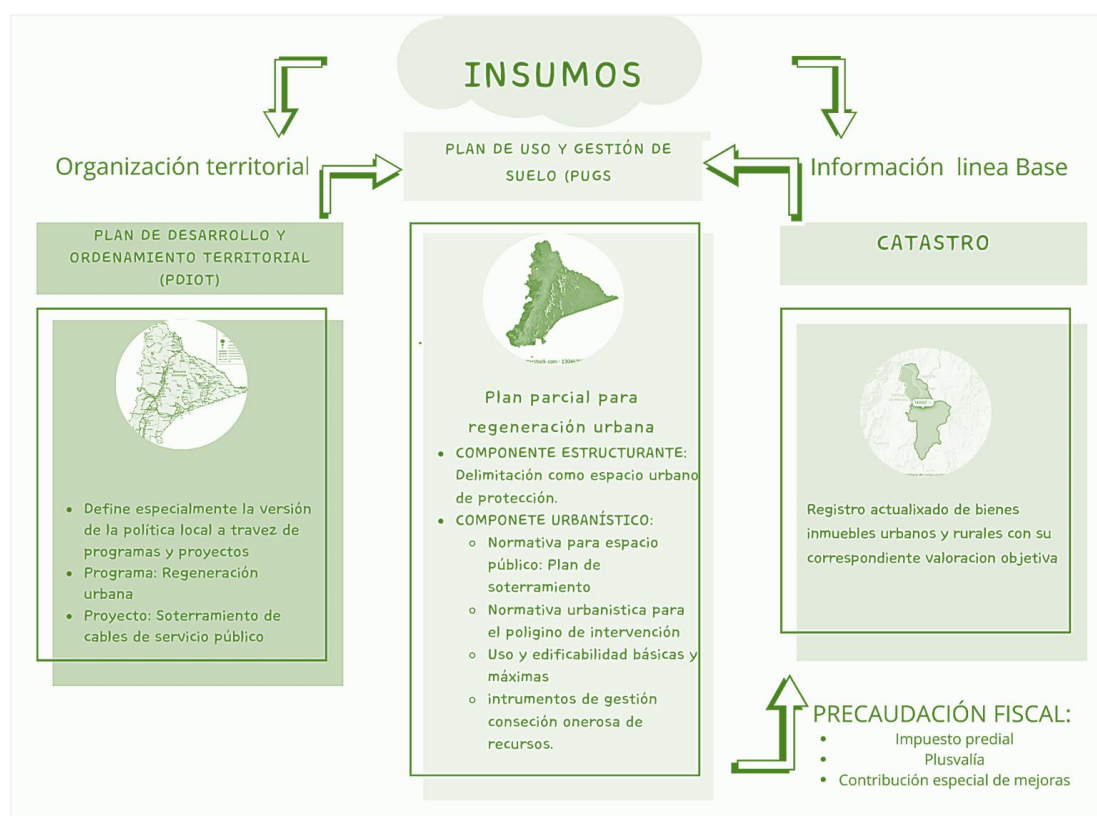 INSUMOS
Organización territorial
PLAN DE USO Y GESTIÓN DE
SUELO (PUGS
Información linea Base
PLAN DE DESARROLLO Y
ORDENAMIENTO TERRITORIAL
(PDIOT)
• Define especialmente la versión
de la política local a travez de
programas y proyectos
• Programa: Regeneración
urbana
• Proyecto: Soterramiento de
cables de servicio público
Plan parcial para
regeneración urbana
• COMPONENTE ESTRUCTURANTE:
Delimitación como espacio urbano
de protección.
• COMPONETE URBANÍSTICO:
○ Normativa para espacio
público: Plan de
soterramiento
○ Normativa urbanistica para
el poligino de intervención
○ Uso y edificabilidad básicas y
máximas
○ intrumentos de gestión
conseción onerosa de
recursos.
CATASTRO
Registro actualixado de bienes
inmuebles urbanos y rurales con su
correspondiente valoracion objetiva
PRECAUDACIÓN FISCAL:
• Impuesto predial
• Plusvalía
• Contribución especial de mejoras